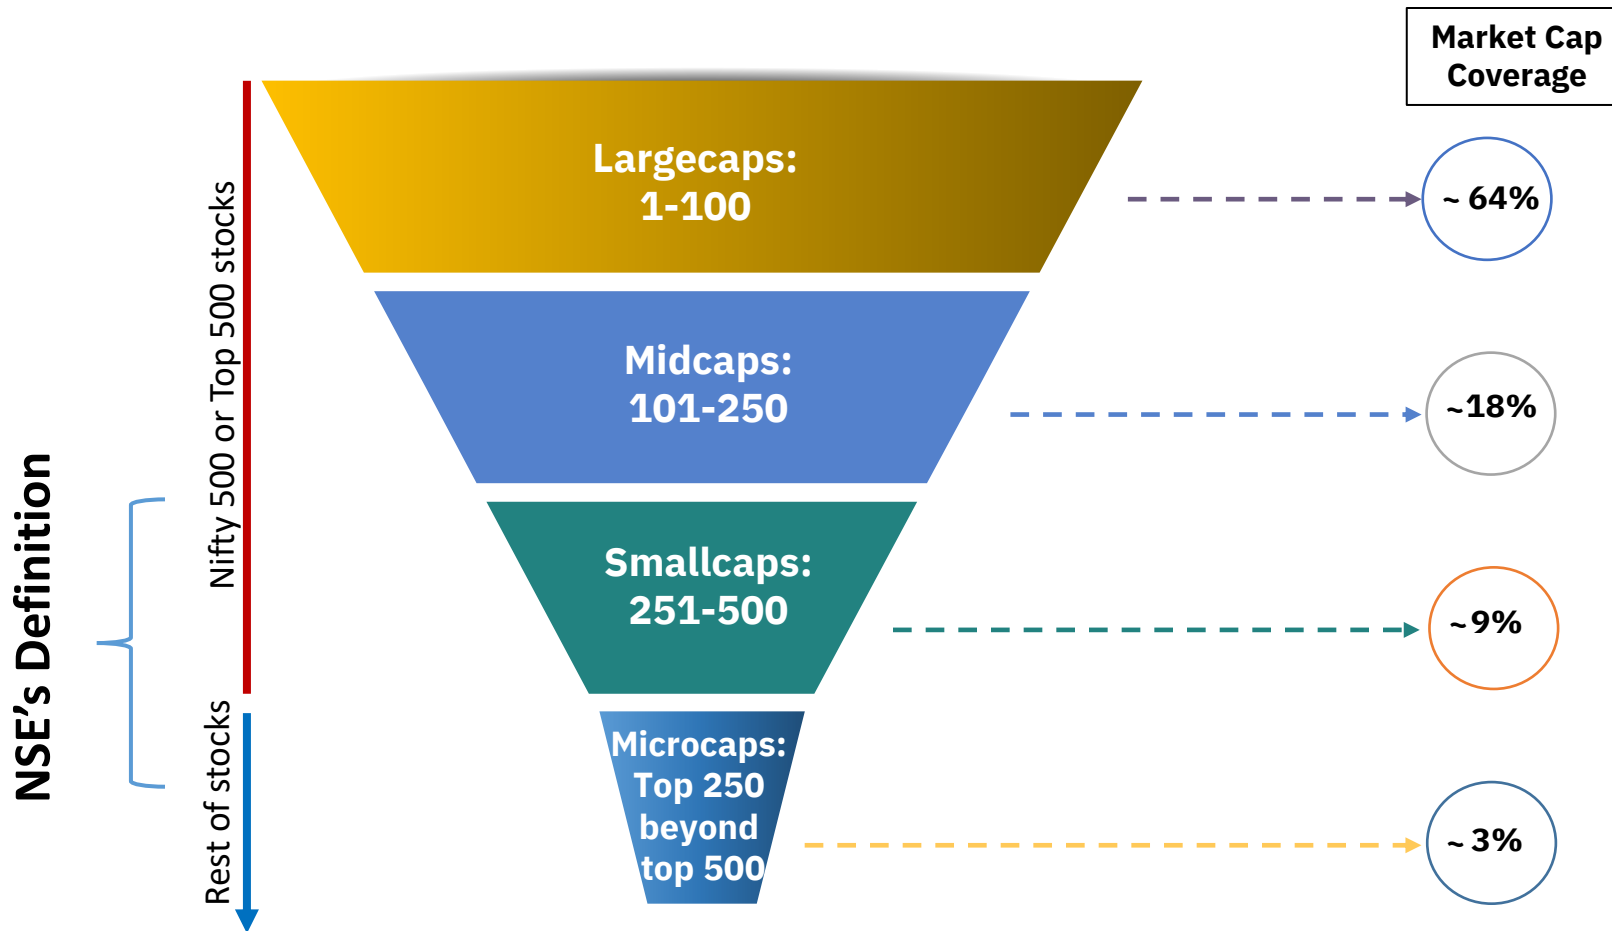 Market Cap
Coverage
Largecaps:
1-100
~ 64%
Midcaps:
101-250
~18%
Smallcaps:
251-500
~9%
Microcaps:
Top 250
beyond
top 500
~ 3%
Nifty 500 or Top 500 stocks
Rest of stocks
NSE’s Definition